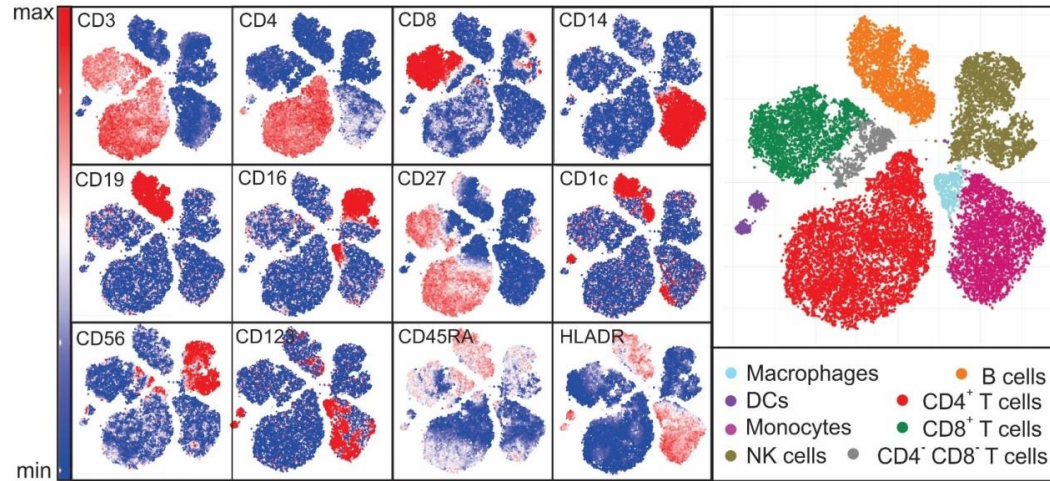 max
min
CD3
CD4
CD8
CD14
CD19
CD16
CD27
CD1c
CD56
CD123
CD45RA
HLADR
Macrophages
DCs
Monocytes
NK cells
B cells
CD4⁺ T cells
CD8⁺ T cells
CD4⁻ CD8⁻ T cells